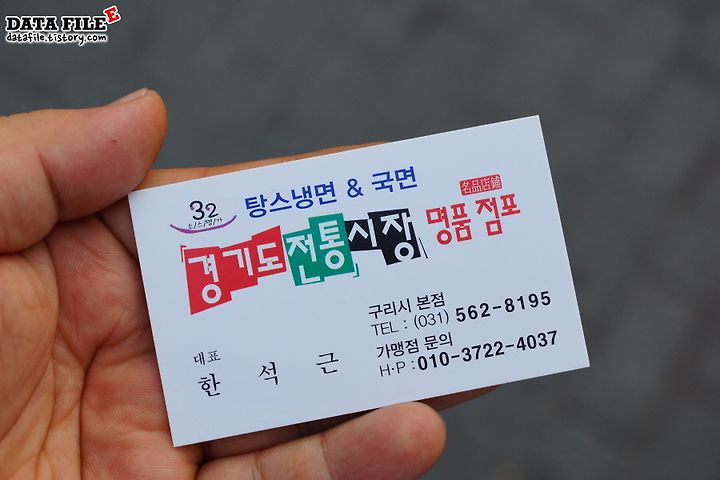 DATA FILE E
datafile.tistory.com
32
탕스냉면 & 국면
名品店鋪
경기도 전통시장 명품 점포
구리시 본점
TEL : (031) 562-8195
가맹점 문의
H·P : 010-3722-4037
대표
한 석 근